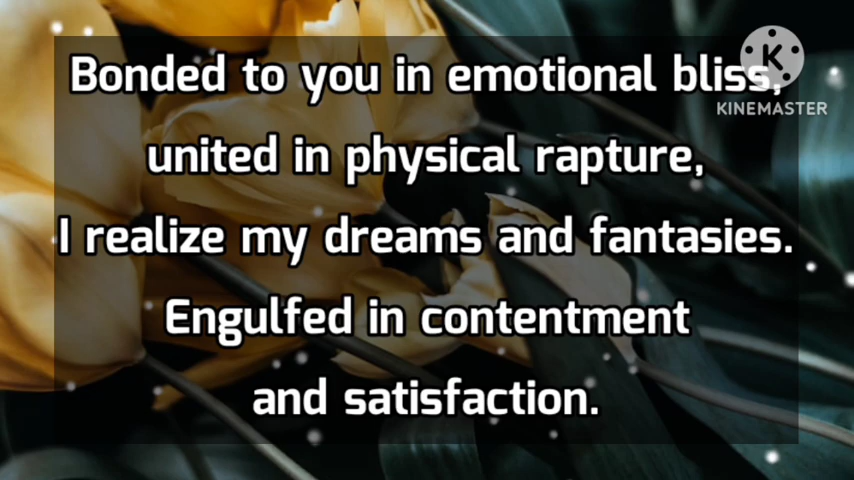 Bonded to you in emotional bliss,
united in physical rapture,
I realize my dreams and fantasies.
Engulfed in contentment
and satisfaction.
K
KINEMASTER